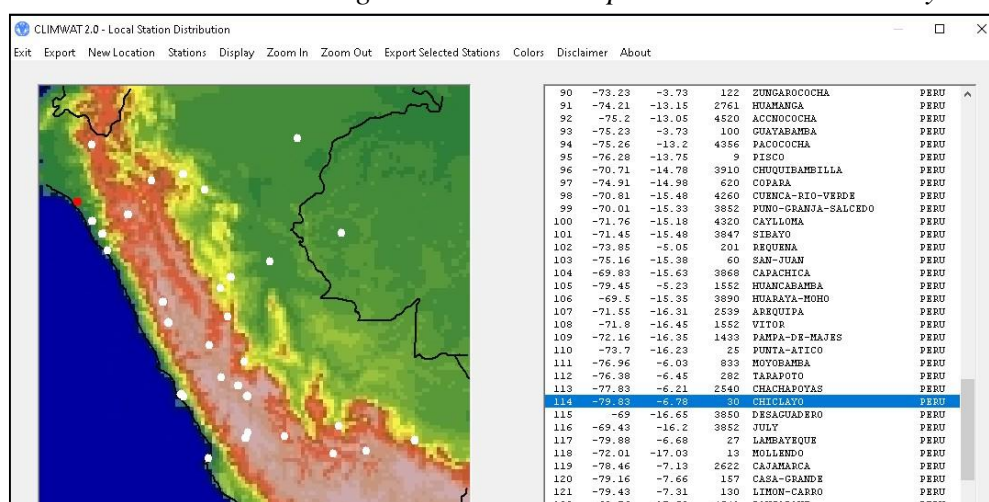 CLIMWAT 2.0 - Local Station Distribution
Exit Export New Location Stations Display Zoom In Zoom Out Export Selected Stations Colors Disclaimer About
90 -73.23 -3.73 122 ZUNGAROCOCHA PERU
91 -74.21 -13.15 2761 HUAMANGA PERU
92 -75.2 -13.05 4520 ACCNOCOCHA PERU
93 -75.23 -3.73 100 GUAYABAMBA PERU
94 -75.26 -13.2 4356 PACOCOCHA PERU
95 -76.28 -13.75 9 PISCO PERU
96 -70.71 -14.78 3910 CHUQUIBAMBILLA PERU
97 -74.91 -14.98 620 COPARA PERU
98 -70.81 -15.48 4260 CUENCA-RIO-VERDE PERU
99 -70.01 -15.33 3852 PUNO-GRANJA-SALCEDO PERU
100 -71.76 -15.18 4320 CAYLLOMA PERU
101 -71.45 -15.48 3847 SIBAYO PERU
102 -73.85 -5.05 201 REQUENA PERU
103 -75.16 -15.38 60 SAN-JUAN PERU
104 -69.83 -15.63 3868 CAPACHICA PERU
105 -79.45 -5.23 1552 HUANCABAMBA PERU
106 -69.5 -15.35 3890 HUARAYA-MOHO PERU
107 -71.55 -16.31 2539 AREQUIPA PERU
108 -71.8 -16.45 1552 VITOR PERU
109 -72.16 -16.35 1433 PAMPA-DE-MAJES PERU
110 -73.7 -16.23 25 PUNTA-ATICO PERU
111 -76.96 -6.03 833 MOYOBAMBA PERU
112 -76.38 -6.45 282 TARAPOTO PERU
113 -77.83 -6.21 2540 CHACHAPOYAS PERU
114 -79.83 -6.78 30 CHICLAYO PERU
115 -69 -16.65 3850 DESAGUADERO PERU
116 -69.43 -16.2 3852 JULY PERU
117 -79.88 -6.68 27 LAMBAYEQUE PERU
118 -72.01 -17.03 13 MOLLENDO PERU
119 -78.46 -7.13 2622 CAJAMARCA PERU
120 -79.16 -7.66 157 CASA-GRANDE PERU
121 -79.43 -7.31 130 LIMON-CARRO PERU